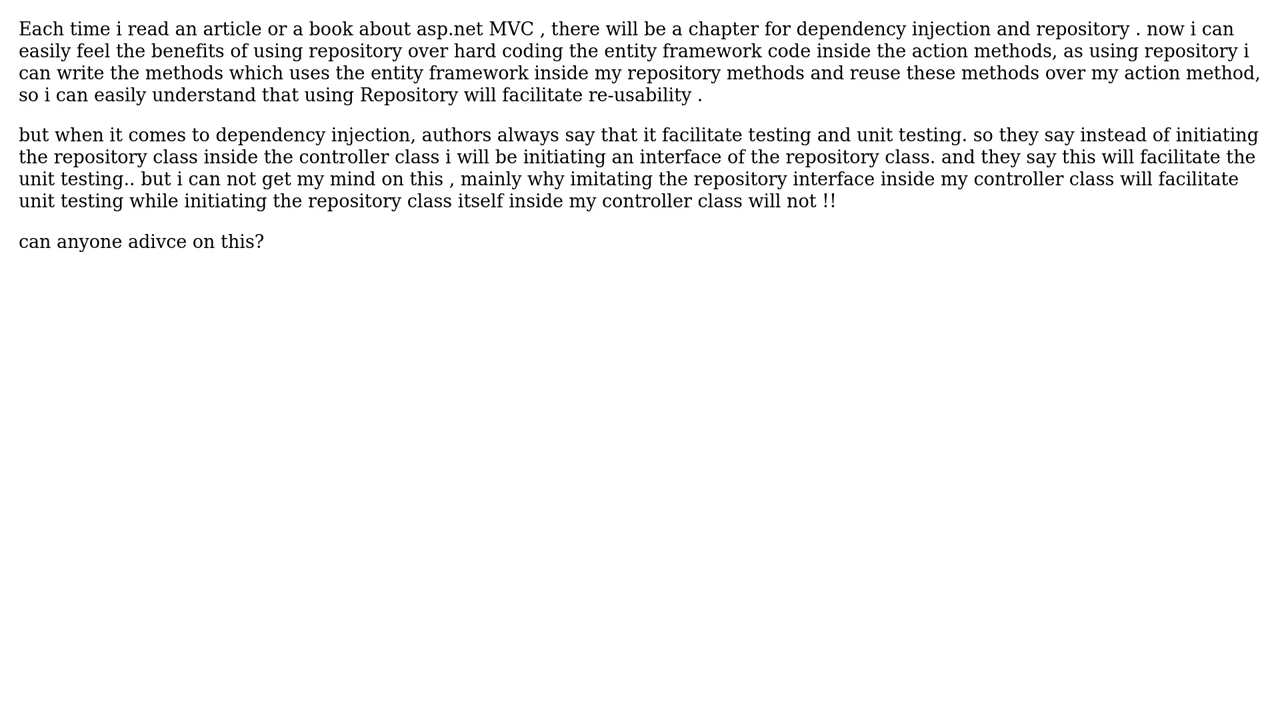 Each time i read an article or a book about asp.net MVC , there will be a chapter for dependency injection and repository . now i can
easily feel the benefits of using repository over hard coding the entity framework code inside the action methods, as using repository i
can write the methods which uses the entity framework inside my repository methods and reuse these methods over my action method,
so i can easily understand that using Repository will facilitate re-usability .
but when it comes to dependency injection, authors always say that it facilitate testing and unit testing. so they say instead of initiating
the repository class inside the controller class i will be initiating an interface of the repository class. and they say this will facilitate the
unit testing.. but i can not get my mind on this , mainly why imitating the repository interface inside my controller class will facilitate
unit testing while initiating the repository class itself inside my controller class will not !!
can anyone adivce on this?